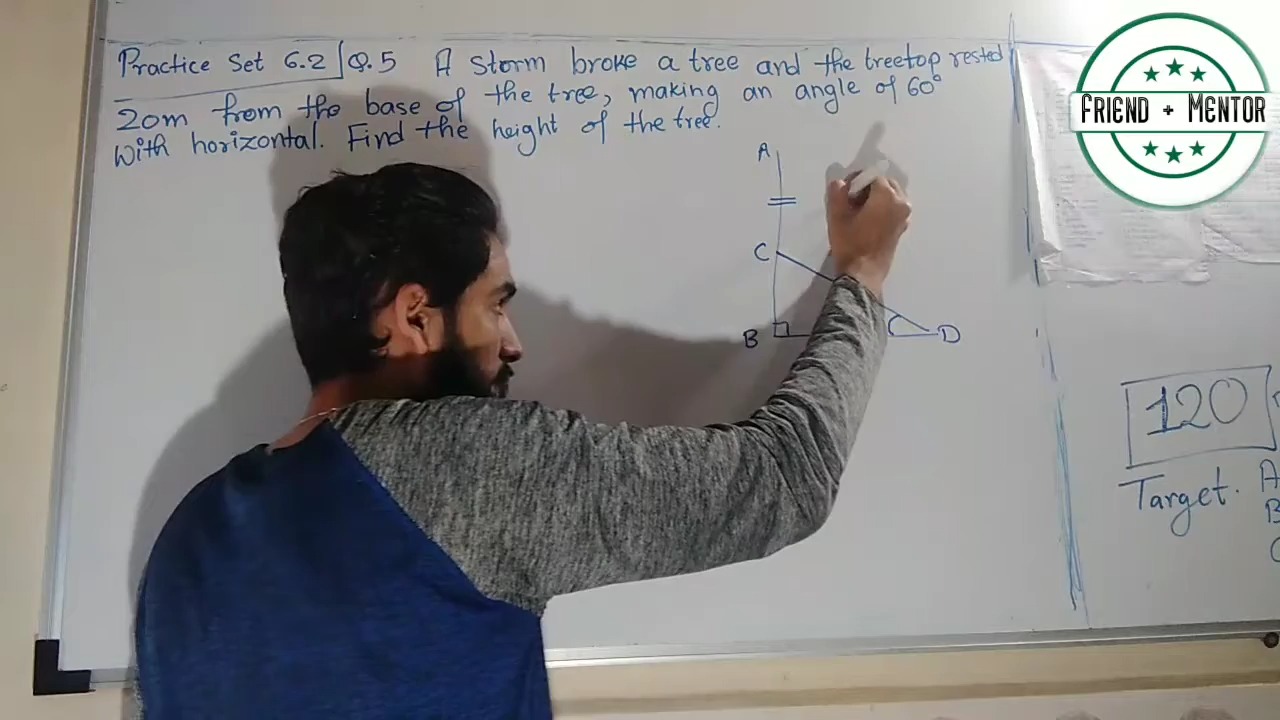 Practice Set 6.2 | Q.5 A storm broke a tree and the treetop rested
20m from the base of the tree, making an angle of 60°
With horizontal. Find the height of the tree.
A
C
B
D
FRIEND + MENTOR
120
Target.
A
B
C